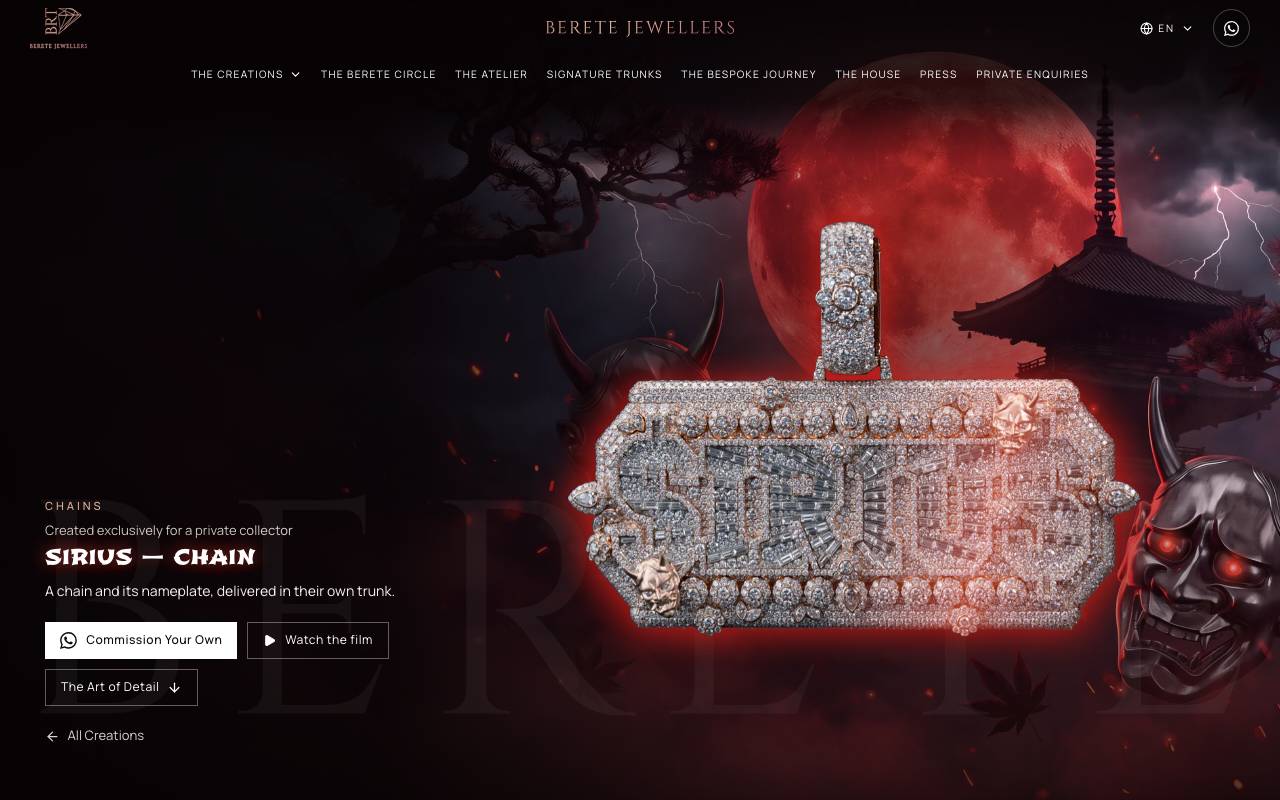 BRT
BERETE JEWELLERS
BERETE JEWELLERS
EN
THE CREATIONS
THE BERETE CIRCLE
THE ATELIER
SIGNATURE TRUNKS
THE BESPOKE JOURNEY
THE HOUSE
PRESS
PRIVATE ENQUIRIES
SIRIUS
BERETE
CHAINS
Created exclusively for a private collector
SIRIUS — CHAIN
A chain and its nameplate, delivered in their own trunk.
Commission Your Own
Watch the film
The Art of Detail
All Creations